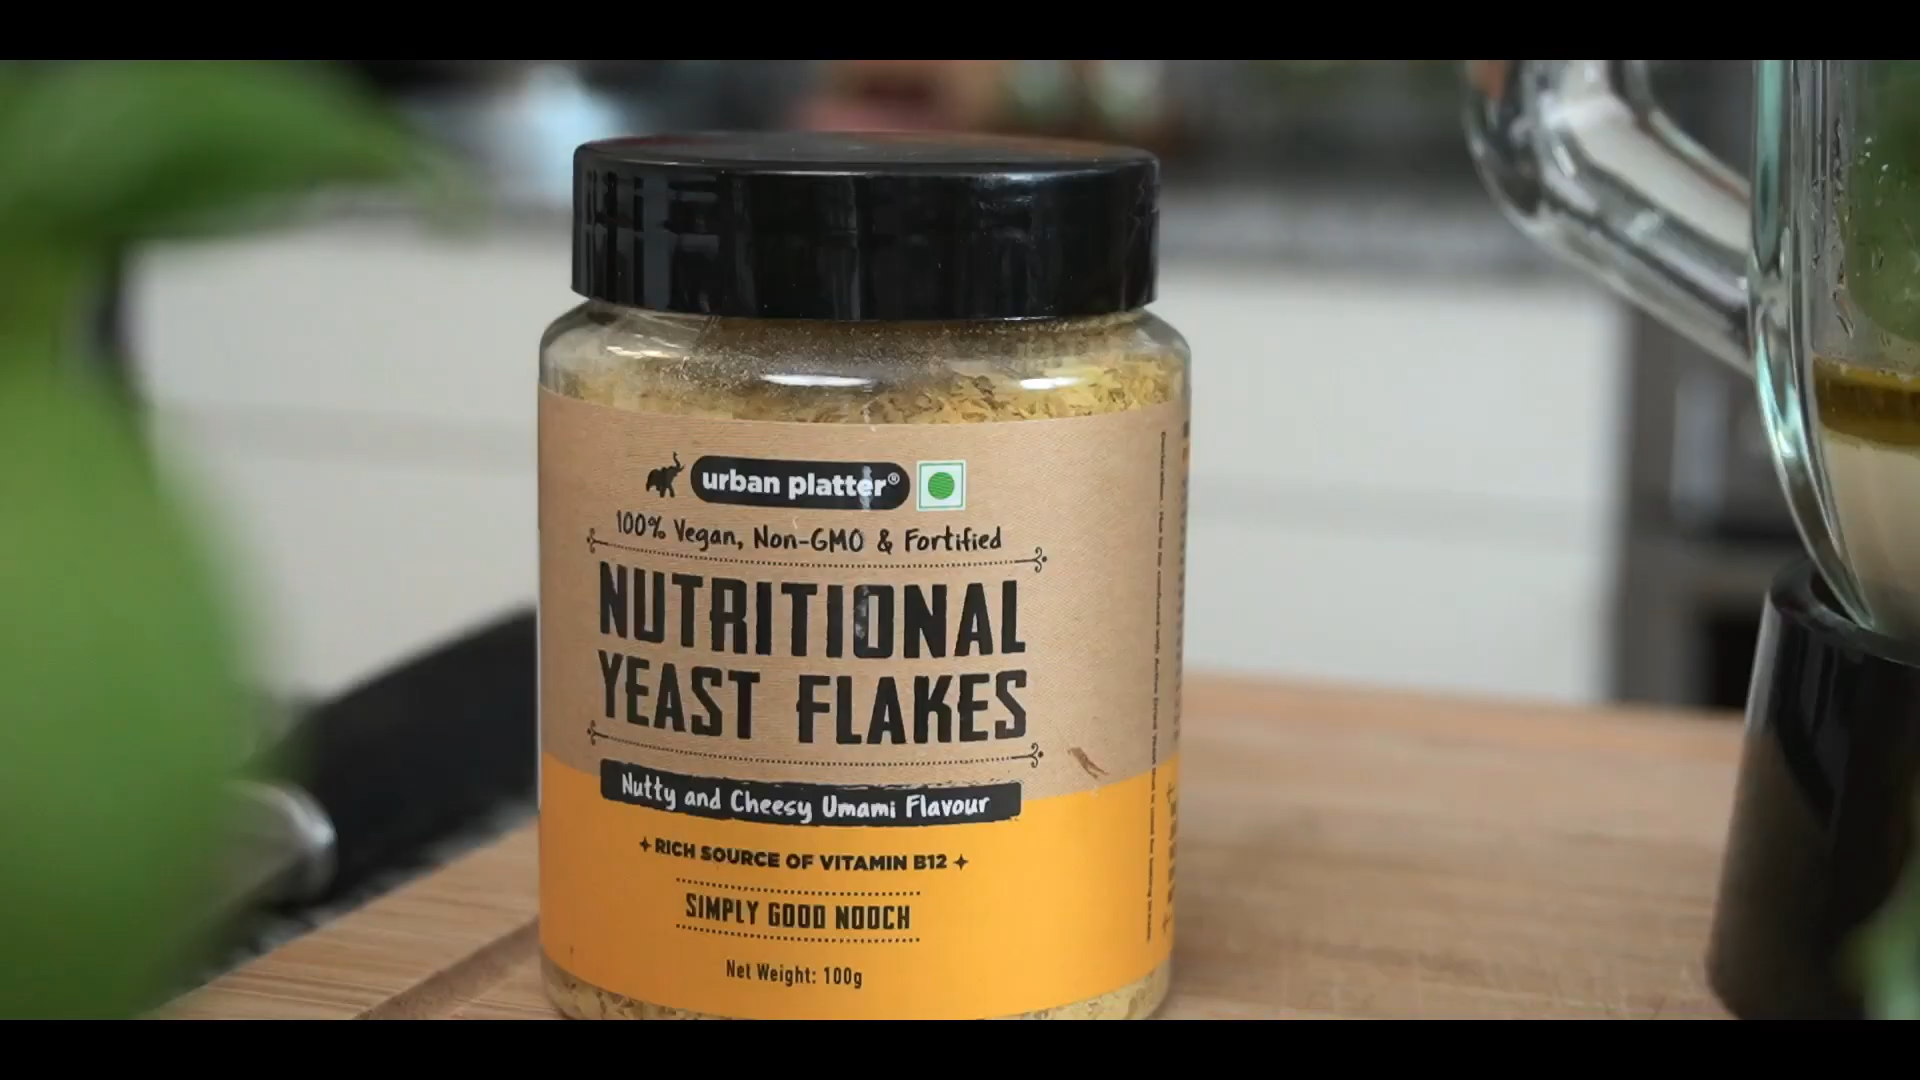 urban platter®
100% Vegan, Non-GMO & Fortified
NUTRITIONAL
YEAST FLAKES
Nutty and Cheesy Umami Flavour
RICH SOURCE OF VITAMIN B12
SIMPLY GOOD NOOCH
Net Weight: 100g